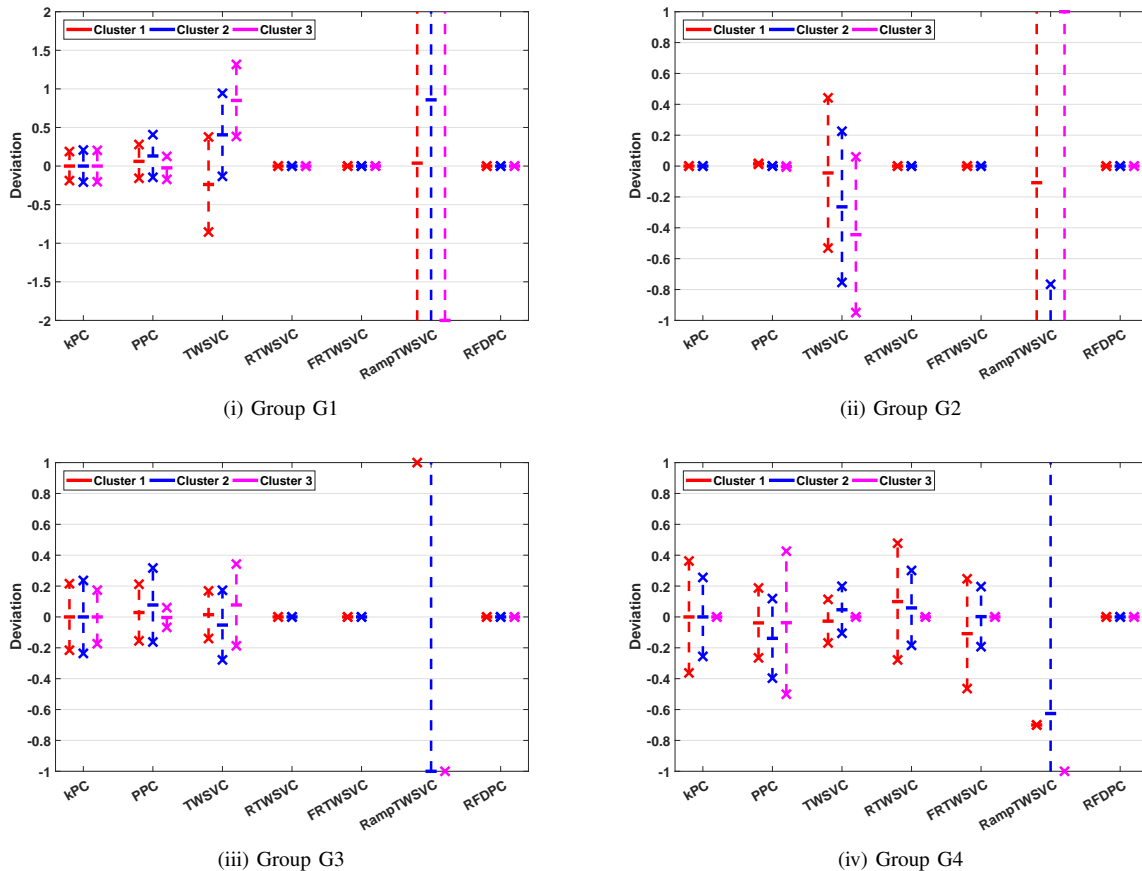 2
1.5
1
0.5
0
-0.5
-1
-1.5
-2
Deviation
Cluster 1 Cluster 2 Cluster 3
kPC PPC TWSVC RTWSVC FRTWSVC RampTWSVC RFDPC
(i) Group G1
1
0.8
0.6
0.4
0.2
0
-0.2
-0.4
-0.6
-0.8
-1
Deviation
Cluster 1 Cluster 2 Cluster 3
kPC PPC TWSVC RTWSVC FRTWSVC RampTWSVC RFDPC
(ii) Group G2
1
0.8
0.6
0.4
0.2
0
-0.2
-0.4
-0.6
-0.8
-1
Deviation
Cluster 1 Cluster 2 Cluster 3
kPC PPC TWSVC RTWSVC FRTWSVC RampTWSVC RFDPC
(iii) Group G3
1
0.8
0.6
0.4
0.2
0
-0.2
-0.4
-0.6
-0.8
-1
Deviation
Cluster 1 Cluster 2 Cluster 3
kPC PPC TWSVC RTWSVC FRTWSVC RampTWSVC RFDPC
(iv) Group G4